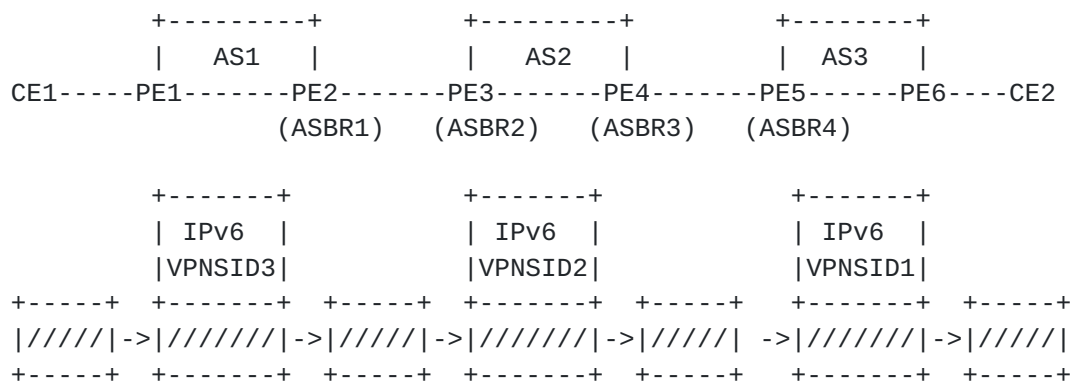 +---------+         +---------+         +--------+
|   AS1   |         |   AS2   |         |  AS3   |
CE1-----PE1-------PE2-------PE3-------PE4-------PE5------PE6----CE2
(ASBR1)   (ASBR2)   (ASBR3)   (ASBR4)
+-------+           +-------+            +-------+
| IPv6  |           | IPv6  |            | IPv6  |
|VPNSID3|           |VPNSID2|            |VPNSID1|
+-----+  +-------+  +-----+  +-------+  +-----+   +-------+  +-----+
|/////|->|///////|->|/////|->|///////|->|/////| ->|///////|->|/////|
+-----+  +-------+  +-----+  +-------+  +-----+   +-------+  +-----+